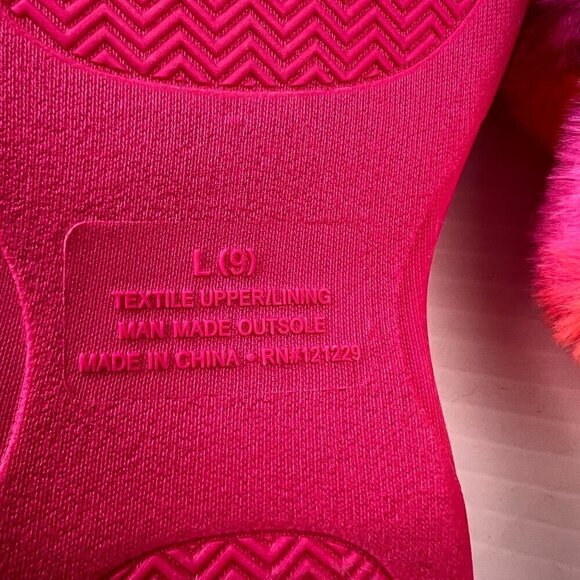 L (9)
TEXTILE UPPER/LINING
MAN MADE OUTSOLE
MADE IN CHINA • RN#121229